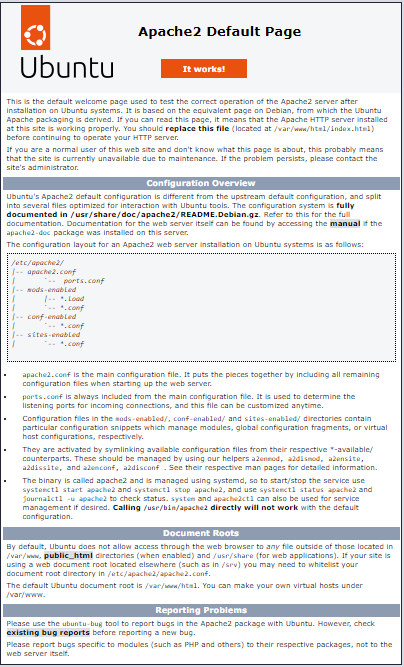 Apache2 Default Page
Ubuntu
It works!
This is the default welcome page used to test the correct operation of the Apache2 server after
installation on Ubuntu systems. It is based on the equivalent page on Debian, from which the Ubuntu
Apache packaging is derived. If you can read this page, it means that the Apache HTTP server installed
at this site is working properly. You should replace this file (located at /var/www/html/index.html)
before continuing to operate your HTTP server.
If you are a normal user of this web site and don't know what this page is about, this probably means
that the site is currently unavailable due to maintenance. If the problem persists, please contact the
site's administrator.
Configuration Overview
Ubuntu's Apache2 default configuration is different from the upstream default configuration, and split
into several files optimized for interaction with Ubuntu tools. The configuration system is fully
documented in /usr/share/doc/apache2/README.Debian.gz. Refer to this for the full
documentation. Documentation for the web server itself can be found by accessing the manual if the
apache2-doc package was installed on this server.
The configuration layout for an Apache2 web server installation on Ubuntu systems is as follows:
/etc/apache2/
|-- apache2.conf
|       `--  ports.conf
|-- mods-enabled
|       |-- *.load
|       `-- *.conf
|-- conf-enabled
|       `-- *.conf
|-- sites-enabled
|       `-- *.conf
• apache2.conf is the main configuration file. It puts the pieces together by including all remaining
configuration files when starting up the web server.
• ports.conf is always included from the main configuration file. It is used to determine the
listening ports for incoming connections, and this file can be customized anytime.
• Configuration files in the mods-enabled/, conf-enabled/ and sites-enabled/ directories contain
particular configuration snippets which manage modules, global configuration fragments, or virtual
host configurations, respectively.
• They are activated by symlinking available configuration files from their respective *-available/
counterparts. These should be managed by using our helpers a2enmod, a2dismod, a2ensite,
a2dissite, and a2enconf, a2disconf . See their respective man pages for detailed information.
• The binary is called apache2 and is managed using systemd, so to start/stop the service use
systemctl start apache2 and systemctl stop apache2, and use systemctl status apache2 and
journalctl -u apache2 to check status. system and apache2ctl can also be used for service
management if desired. Calling /usr/bin/apache2 directly will not work with the default
configuration.
Document Roots
By default, Ubuntu does not allow access through the web browser to any file outside of those located in
/var/www, public_html directories (when enabled) and /usr/share (for web applications). If your site is
using a web document root located elsewhere (such as in /srv) you may need to whitelist your
document root directory in /etc/apache2/apache2.conf.
The default Ubuntu document root is /var/www/html. You can make your own virtual hosts under
/var/www.
Reporting Problems
Please use the ubuntu-bug tool to report bugs in the Apache2 package with Ubuntu. However, check
existing bug reports before reporting a new bug.
Please report bugs specific to modules (such as PHP and others) to their respective packages, not to the
web server itself.